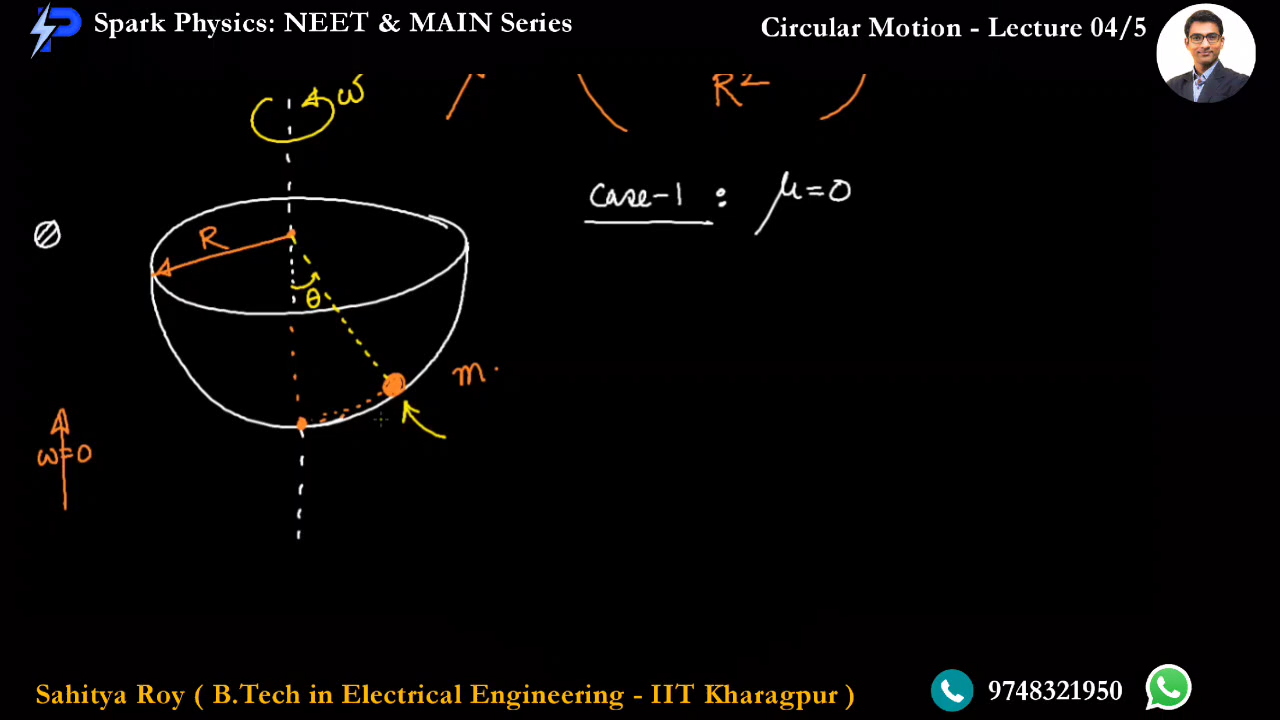 Spark Physics: NEET & MAIN Series
Circular Motion - Lecture 04/5
ω
R²
Case-1 : μ=0
R
θ
m.
ω=0
Sahitya Roy ( B.Tech in Electrical Engineering - IIT Kharagpur )
9748321950